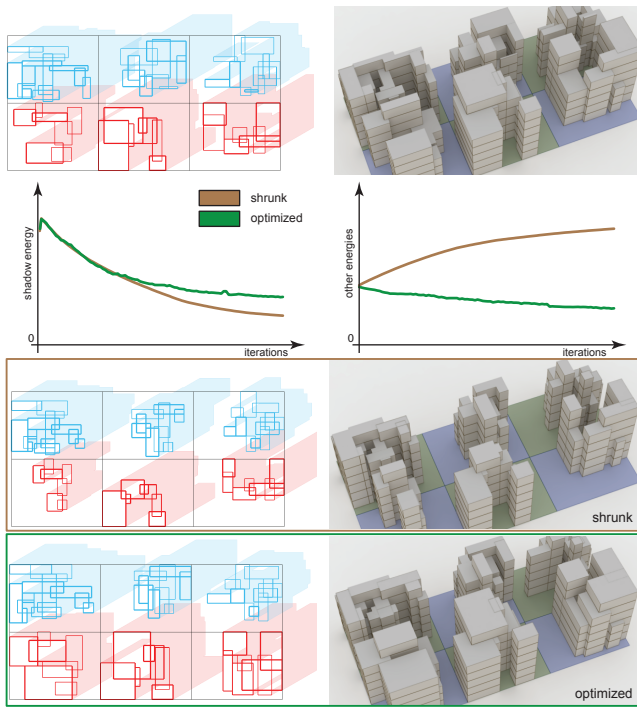 shadow energy
0
iterations
shrunk
optimized
other energies
0
iterations
shrunk
optimized